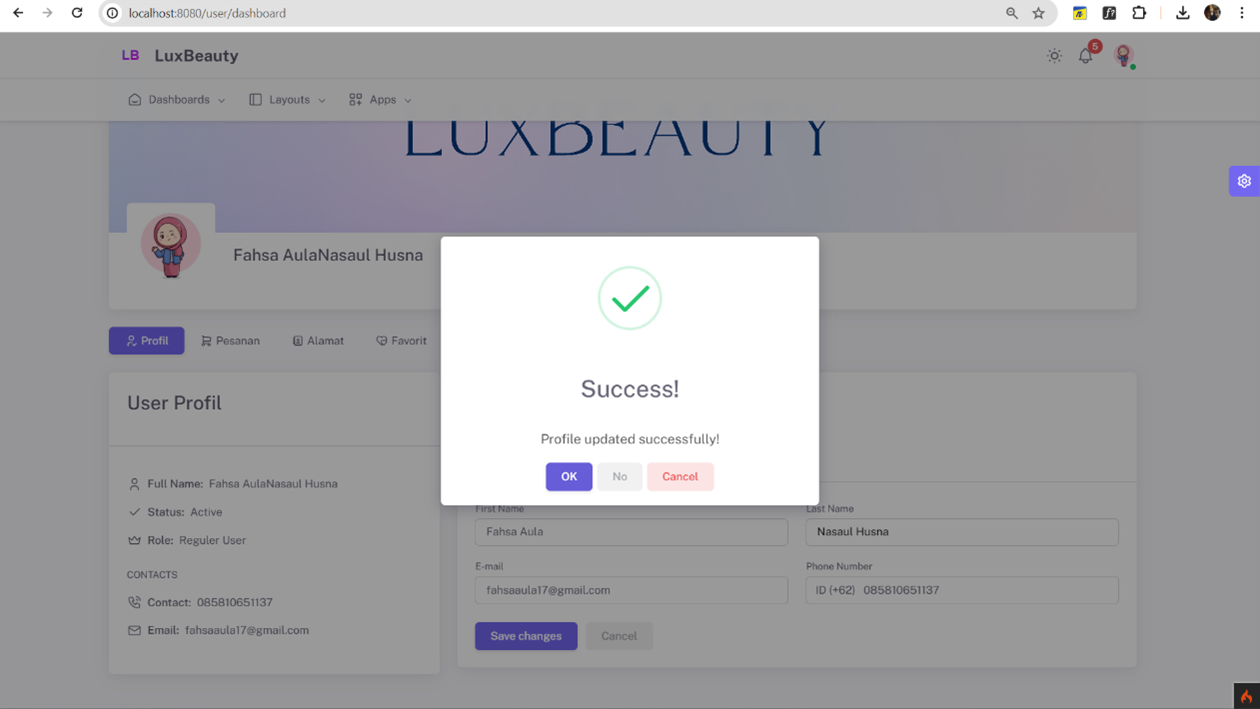 localhost:8080/user/dashboard
LB LuxBeauty
5
Dashboards Layouts Apps
LUXBEAUTY
Fahsa AulaNasaul Husna
Profil Pesanan Alamat Favorit
Success!
Profile updated successfully!
OK No Cancel
User Profil
Full Name: Fahsa AulaNasaul Husna
Status: Active
Role: Reguler User
CONTACTS
Contact: 085810651137
Email: fahsaaula17@gmail.com
First Name Last Name
Fahsa Aula Nasaul Husna
E-mail Phone Number
fahsaaula17@gmail.com ID (+62) 085810651137
Save changes Cancel